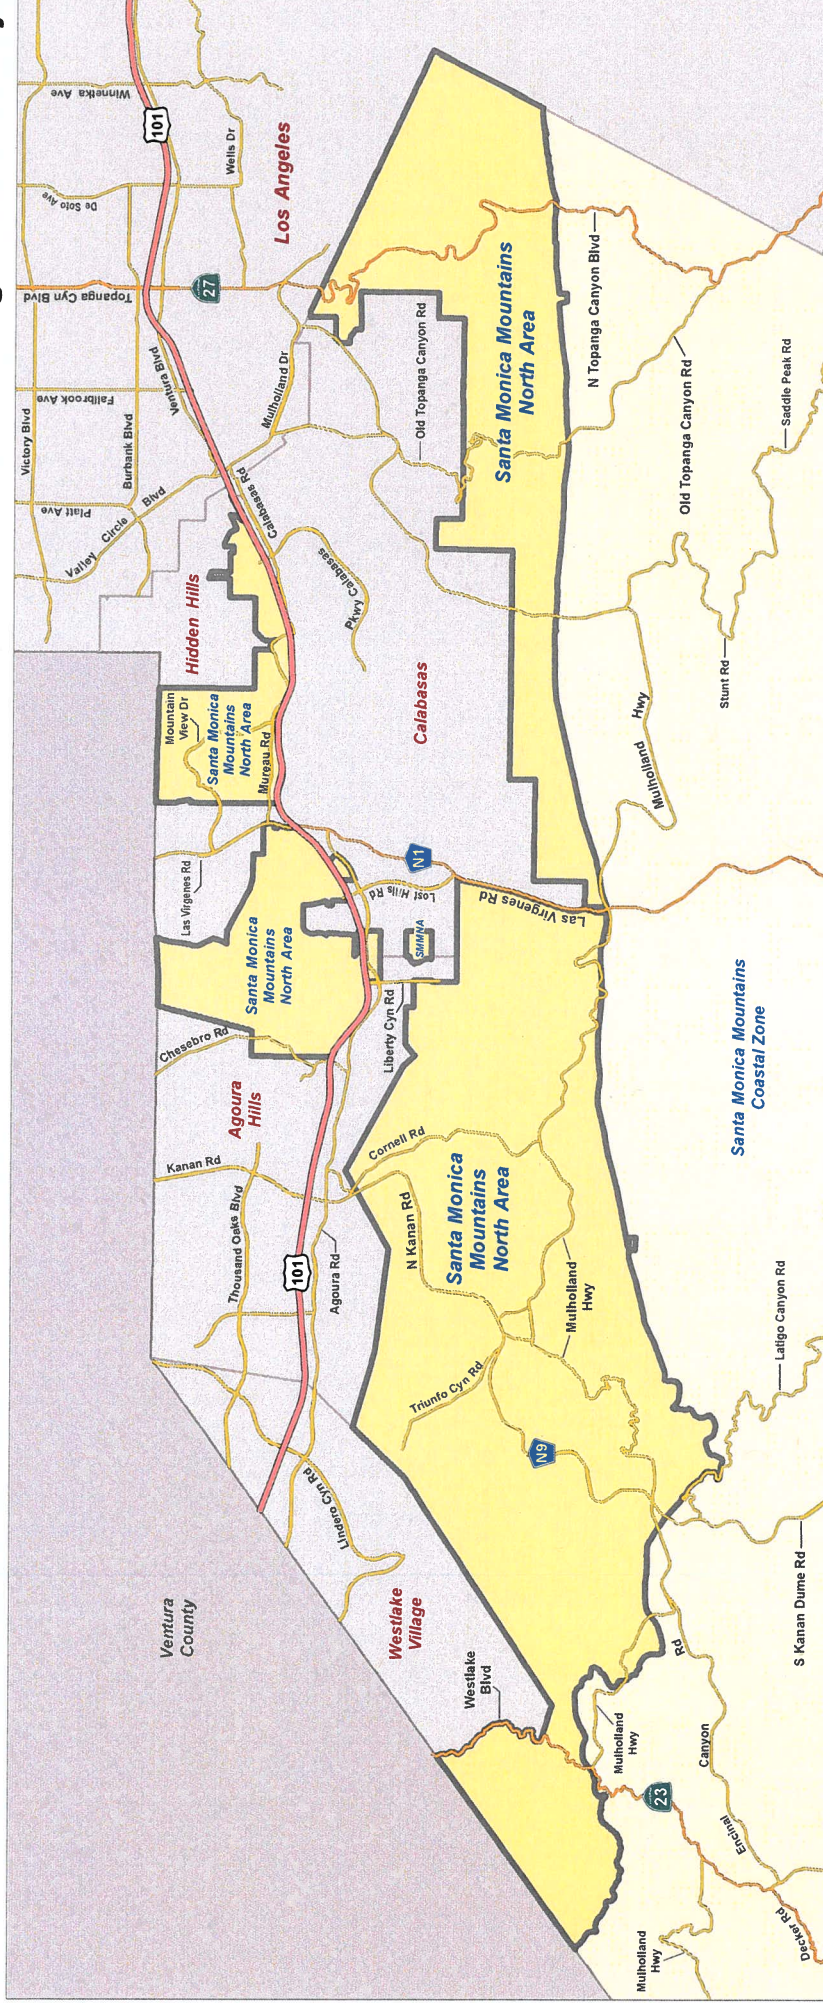 Ventura
County
Westlake
Village
Westlake
Blvd
Mulholland
Hwy
Decker Rd
Encinal
Canyon
Rd
23
Mulholland
Hwy
S Kanan Dume Rd
Lindero Cyn Rd
N9
Triunfo Cyn Rd
Latigo Canyon Rd
Mulholland
Hwy
101
Thousand Oaks Blvd
Agoura Rd
Kanan Rd
N Kanan Rd
Cornell Rd
Santa Monica
Mountains
North Area
Agoura
Hills
Chesebro Rd
Liberty Cyn Rd
Santa Monica Mountains
Coastal Zone
Santa Monica
Mountains
North Area
SMMNA
Lost Hills Rd
Las Virgenes Rd
Las Virgenes Rd
N1
Mountain
View Dr
Santa Monica
Mountains
North Area
Mureau Rd
Mulholland
Hwy
Calabasas
Hidden Hills
Pkwy Calabasas
Stunt Rd
Calabasas Rd
Valley
Circle
Blvd
Platt Ave
Victory Blvd
Burbank Blvd
Fallbrook Ave
Ventura Blvd
Mulholland Dr
Old Topanga Canyon Rd
Santa Monica Mountains
North Area
Old Topanga Canyon Rd
Saddle Peak Rd
N Topanga Canyon Blvd
Topanga Cyn Blvd
27
De Soto Ave
Los Angeles
Wells Dr
101
Winnetka Ave